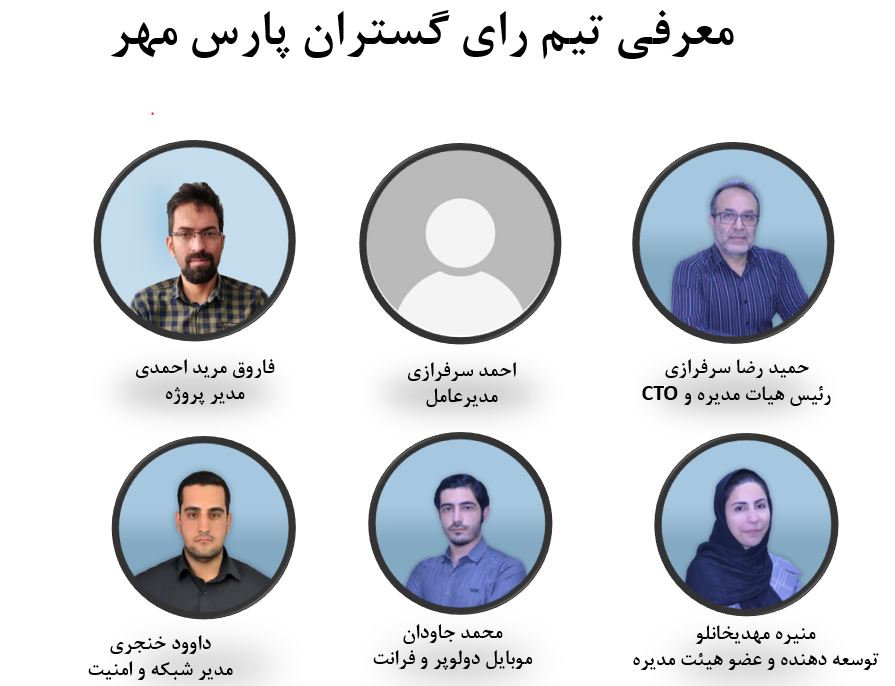 معرفی تیم رای گستران پارس مهر
حمید رضا سرفرازی
رئیس هیات مدیره و CTO
احمد سرفرازی
مدیرعامل
فاروق مرید احمدی
مدیر پروژه
منیره مهدیخانلو
توسعه دهنده و عضو هیئت مدیره
محمد جاودان
موبایل دولوپر و فرانت
داوود خنجری
مدیر شبکه و امنیت